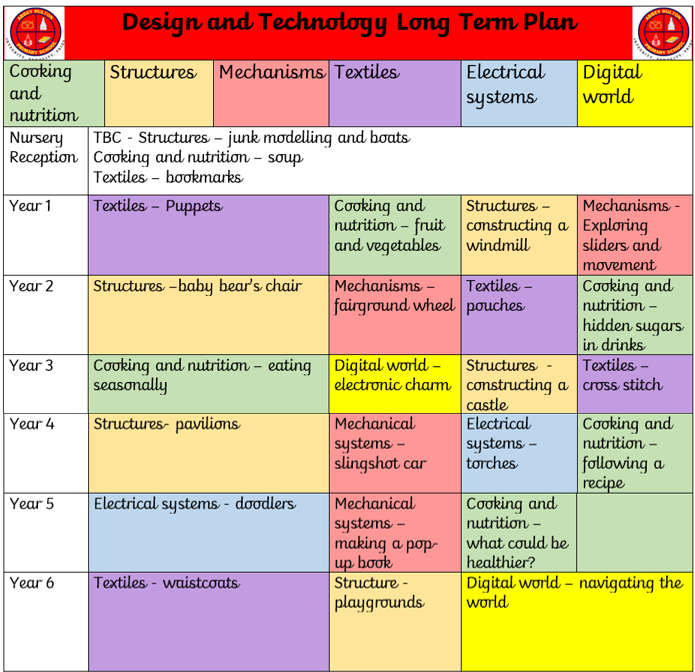 Design and Technology Long Term Plan
Cooking
and
nutrition
Structures
Mechanisms
Textiles
Electrical
systems
Digital
world
Nursery
Reception
TBC - Structures – junk modelling and boats
Cooking and nutrition – soup
Textiles – bookmarks
Year 1
Textiles – Puppets
Cooking and
nutrition – fruit
and vegetables
Structures –
constructing a
windmill
Mechanisms -
Exploring
sliders and
movement
Year 2
Structures –baby bear's chair
Mechanisms –
fairground wheel
Textiles –
pouches
Cooking and
nutrition –
hidden sugars
in drinks
Year 3
Cooking and nutrition – eating
seasonally
Digital world –
electronic charm
Structures -
constructing a
castle
Textiles –
cross stitch
Year 4
Structures- pavilions
Mechanical
systems –
slingshot car
Electrical
systems –
torches
Cooking and
nutrition –
following a
recipe
Year 5
Electrical systems - doodlers
Mechanical
systems –
making a pop-
up book
Cooking and
nutrition –
what could be
healthier?
Year 6
Textiles - waistcoats
Structure -
playgrounds
Digital world – navigating the
world